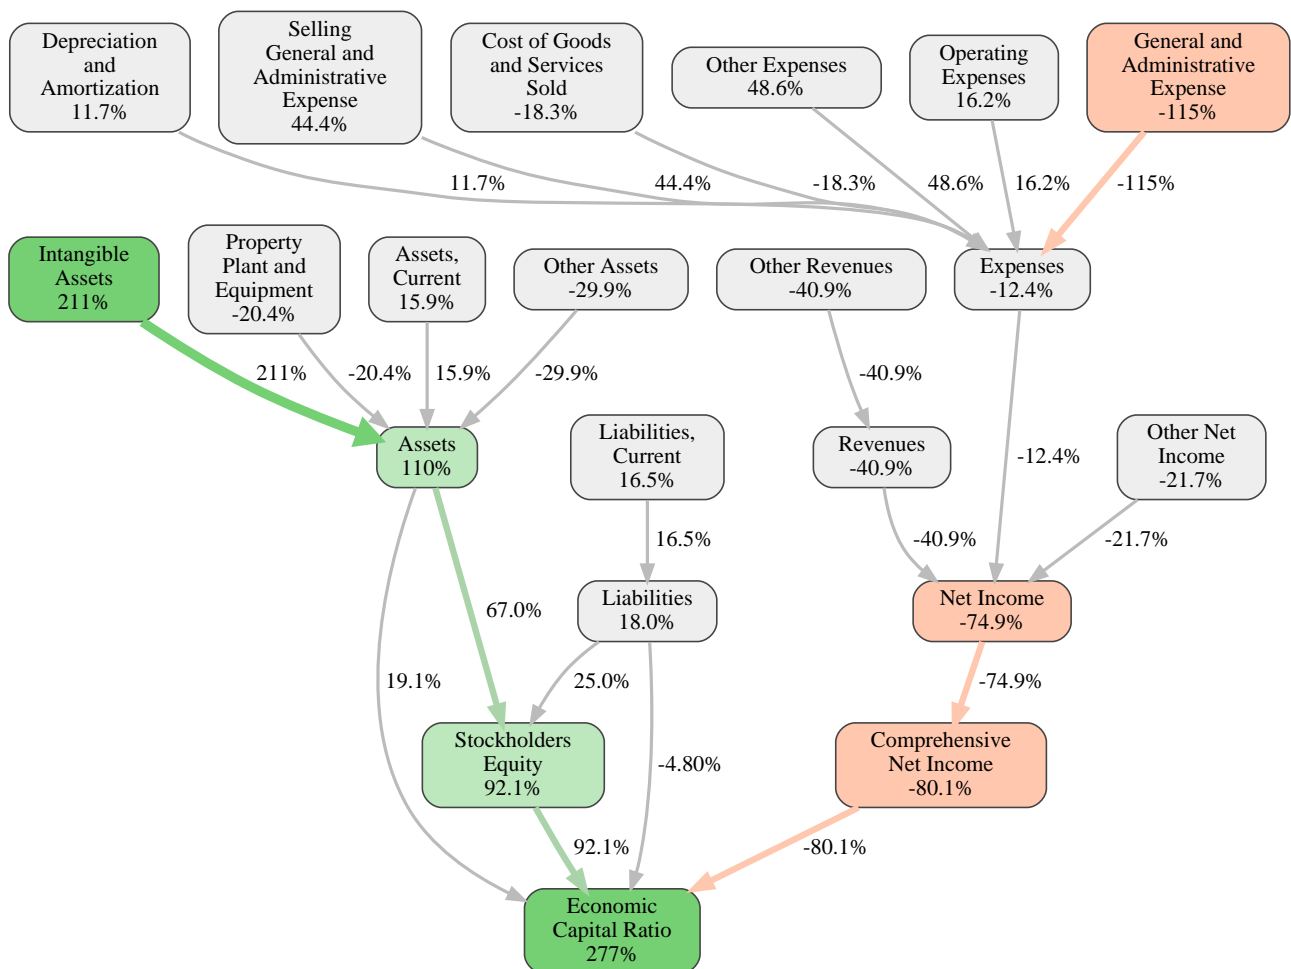 Depreciation
and
Amortization
11.7%
Selling
General and
Administrative
Expense
44.4%
Cost of Goods
and Services
Sold
-18.3%
Other Expenses
48.6%
Operating
Expenses
16.2%
General and
Administrative
Expense
-115%
11.7%
44.4%
-18.3%
48.6%
16.2%
-115%
Intangible
Assets
211%
Property
Plant and
Equipment
-20.4%
Assets,
Current
15.9%
Other Assets
-29.9%
Other Revenues
-40.9%
Expenses
-12.4%
211%
-20.4%
15.9%
-29.9%
-40.9%
Assets
110%
Liabilities,
Current
16.5%
Revenues
-40.9%
-12.4%
Other Net
Income
-21.7%
16.5%
-40.9%
-21.7%
67.0%
Liabilities
18.0%
Net Income
-74.9%
19.1%
25.0%
-74.9%
Stockholders
Equity
92.1%
-4.80%
Comprehensive
Net Income
-80.1%
92.1%
-80.1%
Economic
Capital Ratio
277%